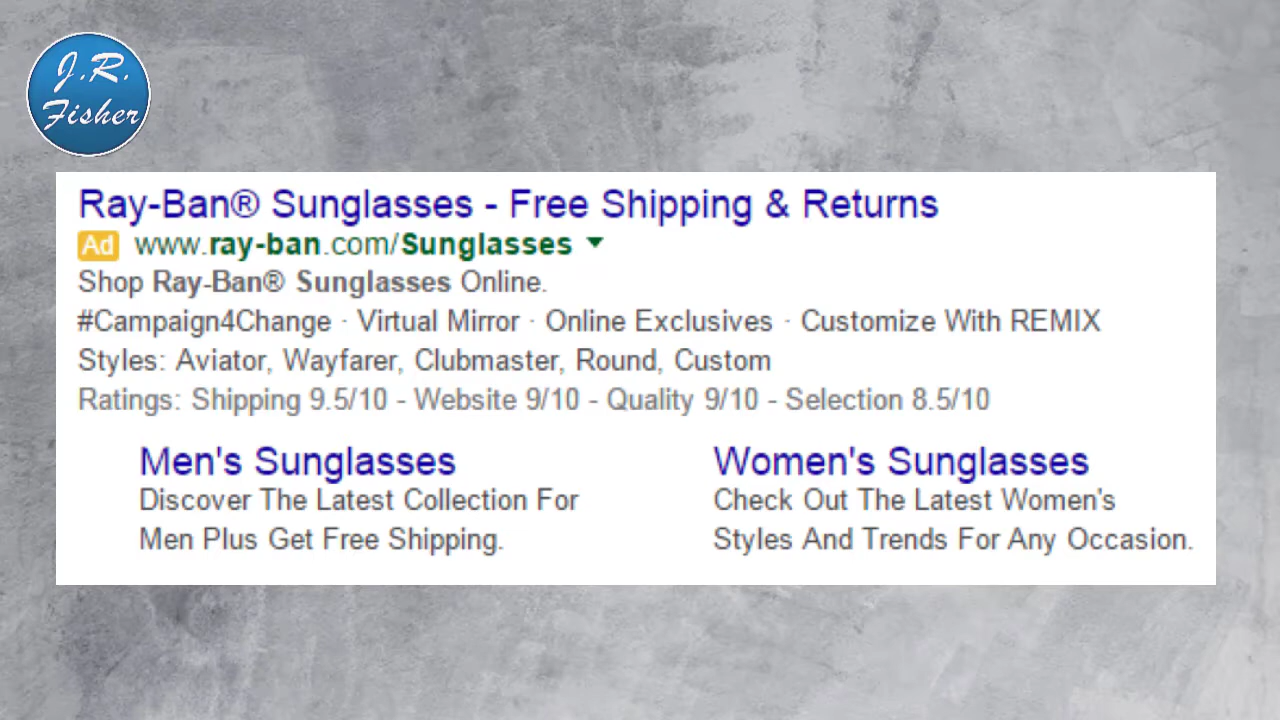 J.R.
Fisher
Ray-Ban® Sunglasses - Free Shipping & Returns
Ad www.ray-ban.com/Sunglasses
Shop Ray-Ban® Sunglasses Online.
#Campaign4Change · Virtual Mirror · Online Exclusives · Customize With REMIX
Styles: Aviator, Wayfarer, Clubmaster, Round, Custom
Ratings: Shipping 9.5/10 - Website 9/10 - Quality 9/10 - Selection 8.5/10
Men's Sunglasses
Discover The Latest Collection For
Men Plus Get Free Shipping.
Women's Sunglasses
Check Out The Latest Women's
Styles And Trends For Any Occasion.